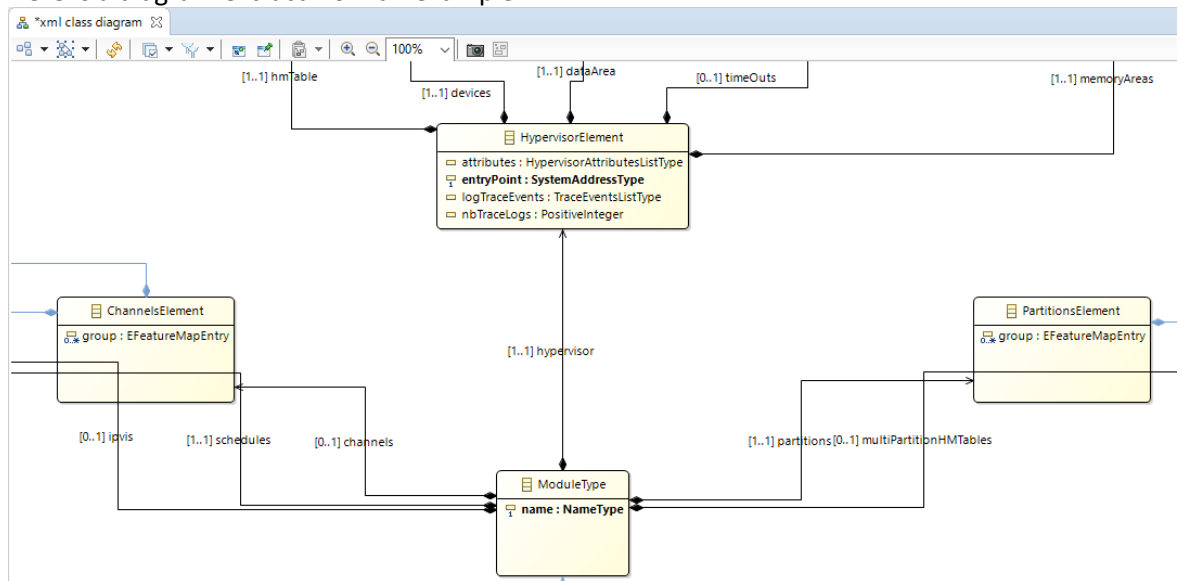 *xml class diagram
100%
[1..1] hmTable
[1..1] devices
[1..1] dataArea
[0..1] timeOuts
[1..1] memoryAreas
HypervisorElement
attributes : HypervisorAttributesListType
entryPoint : SystemAddressType
logTraceEvents : TraceEventsListType
nbTraceLogs : PositiveInteger
ChannelsElement
group : EFeatureMapEntry
0..*
PartitionsElement
group : EFeatureMapEntry
0..*
[1..1] hypervisor
[0..1] ipvis
[1..1] schedules
[0..1] channels
[1..1] partitions
[0..1] multiPartitionHMTables
ModuleType
name : NameType